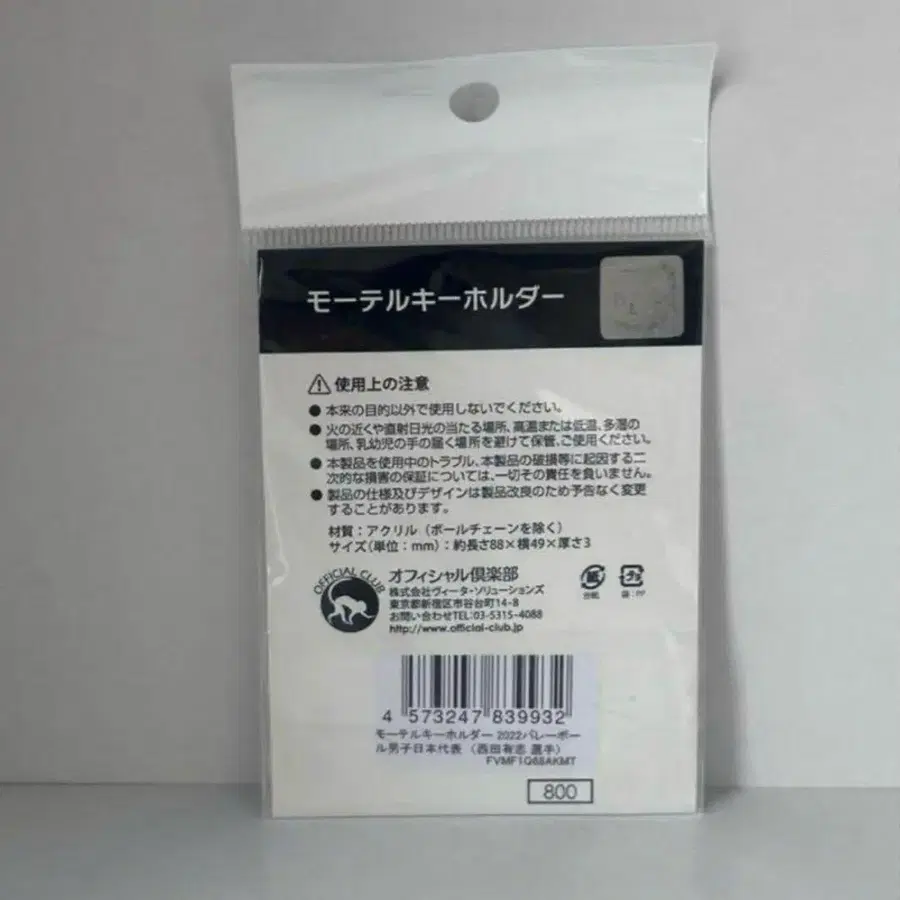 モーテルキーホルダー
使用上の注意
● 本来の目的以外で使用しないでください。
● 火の近くや直射日光の当たる場所、高温または低温、多湿の
場所、乳幼児の手の届く場所を避けて保管、ご使用ください。
● 本製品を使用中のトラブル、本製品の破損等に起因する二
次的な損害の保証については、一切その責任を負いません。
● 製品の仕様及びデザインは製品改良のため予告なく変更
することがあります。
材質：アクリル（ボールチェーンを除く）
サイズ（単位：mm）：約長さ88×横49×厚さ3
OFFICIAL CLUB
オフィシャル倶楽部
株式会社ヴィータ・ソリューションズ
東京都新宿区市谷台町14-8
お問い合わせTEL:03-5315-4088
http://www.official-club.jp
紙
台紙
プラ
袋：PP
4 573247 839932
モーテルキーホルダー 2022バレーボー
ル男子日本代表 （西田有志 選手）
FVMF1Q68AKMT
800